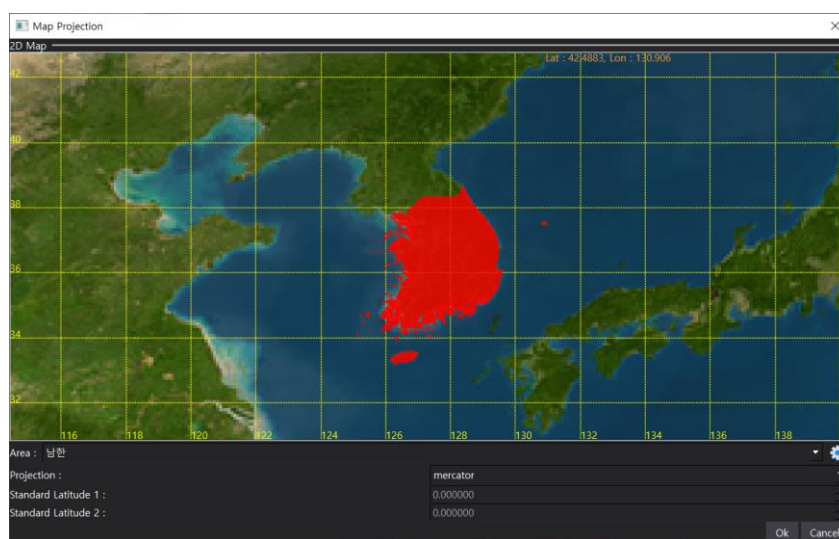 Map Projection
2D Map
Lat : 42.4883, Lon : 130.906
42
40
38
36
34
32
116 118 120 122 124 126 128 130 132 134 136 138
Area : 남한
Projection : mercator
Standard Latitude 1 : 0.000000
Standard Latitude 2 : 0.000000
Ok Cancel